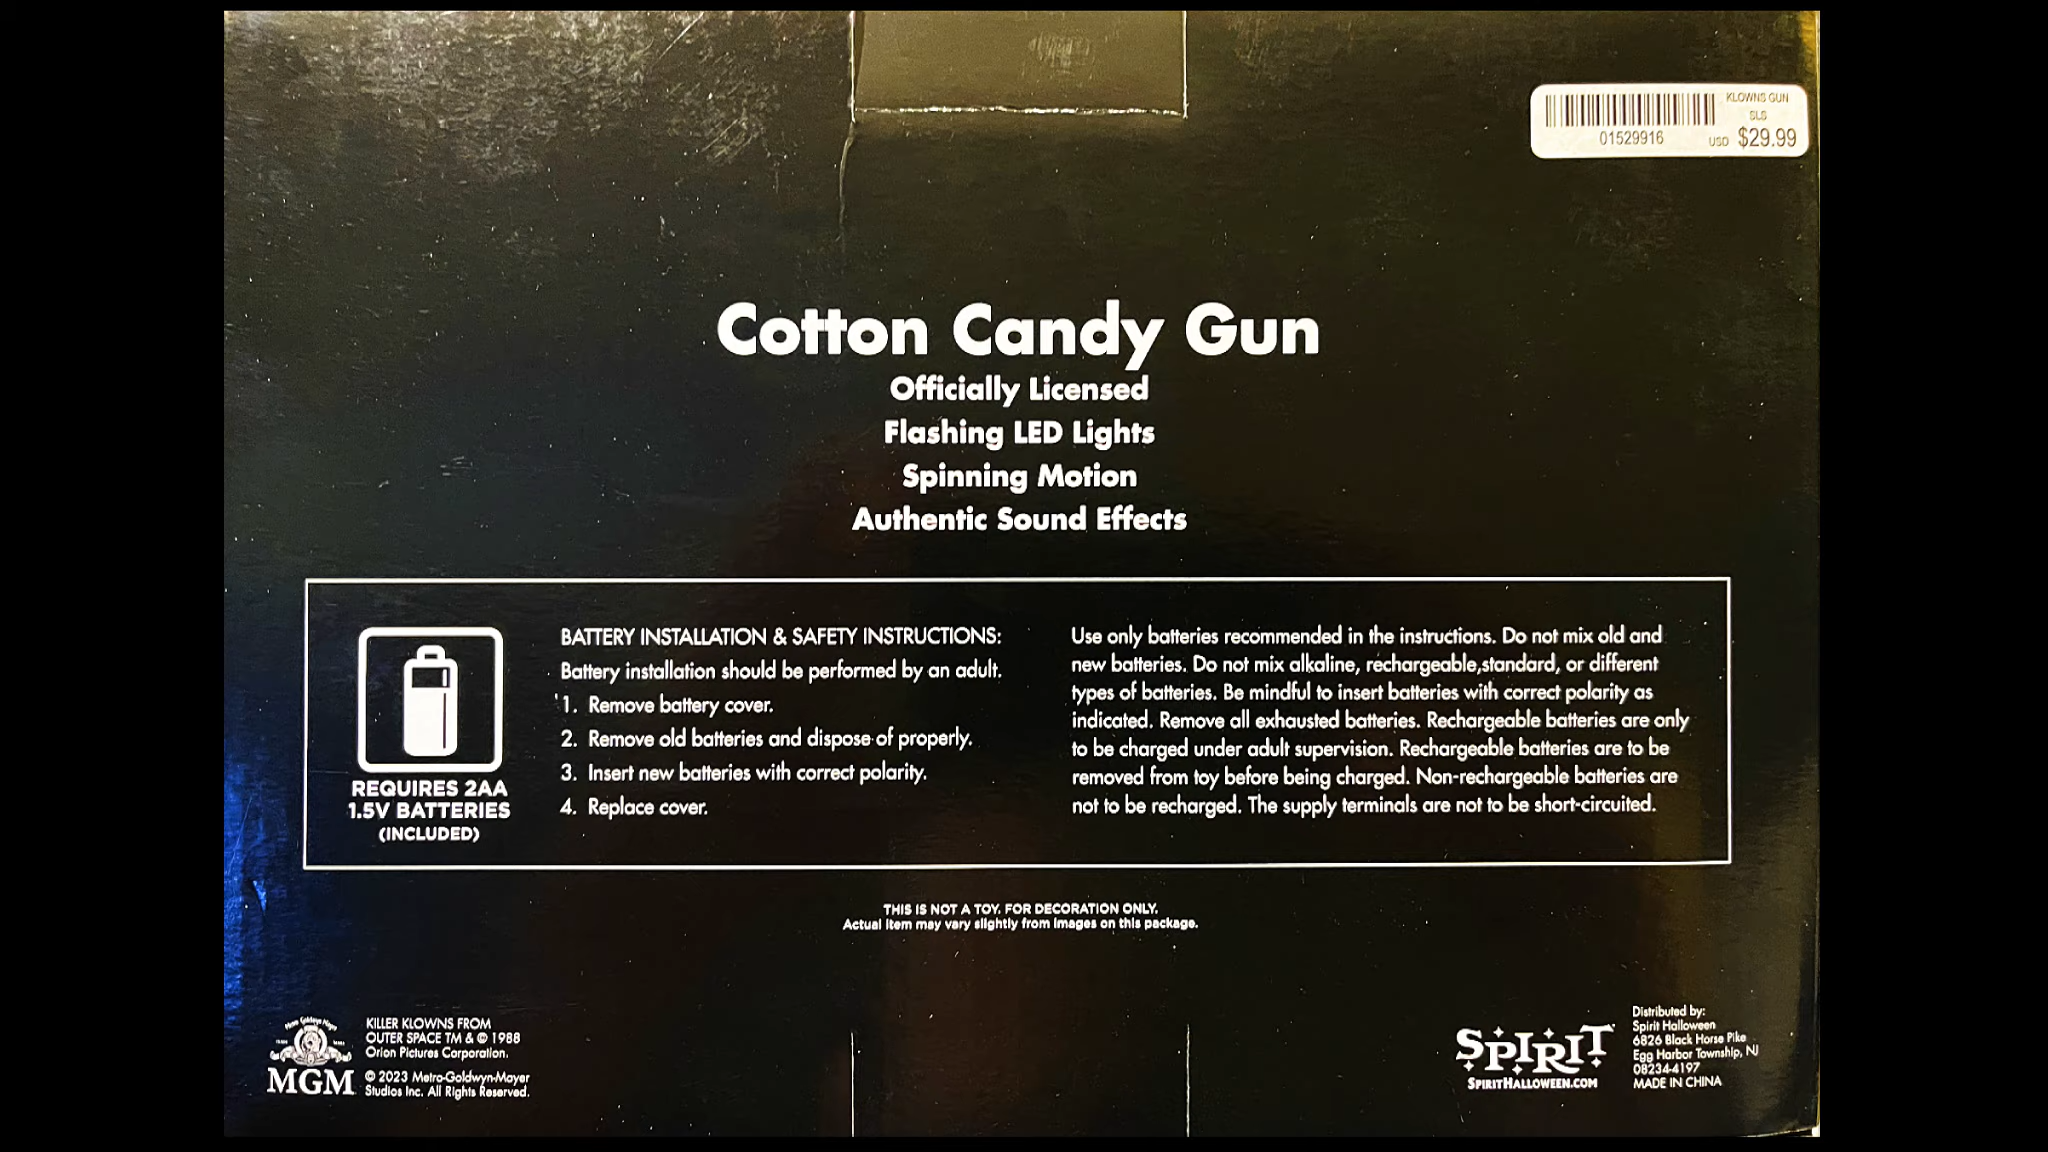 KLOWNS GUN
SLS
01529916
USD $29.99
Cotton Candy Gun
Officially Licensed
Flashing LED Lights
Spinning Motion
Authentic Sound Effects
REQUIRES 2AA
1.5V BATTERIES
(INCLUDED)
BATTERY INSTALLATION & SAFETY INSTRUCTIONS:
Battery installation should be performed by an adult.
1. Remove battery cover.
2. Remove old batteries and dispose of properly.
3. Insert new batteries with correct polarity.
4. Replace cover.
Use only batteries recommended in the instructions. Do not mix old and
new batteries. Do not mix alkaline, rechargeable,standard, or different
types of batteries. Be mindful to insert batteries with correct polarity as
indicated. Remove all exhausted batteries. Rechargeable batteries are only
to be charged under adult supervision. Rechargeable batteries are to be
removed from toy before being charged. Non-rechargeable batteries are
not to be recharged. The supply terminals are not to be short-circuited.
THIS IS NOT A TOY. FOR DECORATION ONLY.
Actual item may vary slightly from images on this package.
Metro Goldwyn Mayer
MGM
KILLER KLOWNS FROM
OUTER SPACE TM & © 1988
Orion Pictures Corporation.
© 2023 Metro-Goldwyn-Mayer
Studios Inc. All Rights Reserved.
SPIRIT
SPIRITHALLOWEEN.COM
Distributed by:
Spirit Halloween
6826 Black Horse Pike
Egg Harbor Township, NJ
08234-4197
MADE IN CHINA